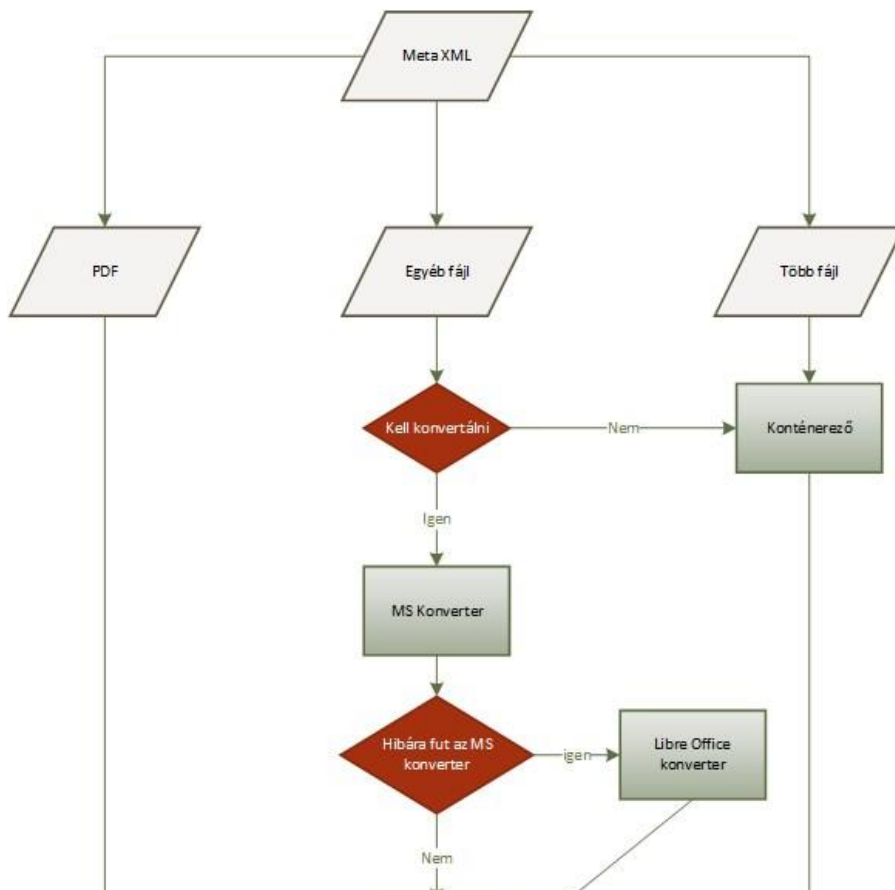 Meta XML
PDF
Egyéb fájl
Több fájl
Kell konvertálni
Nem
Konténerező
Igen
MS Konverter
Hibára fut az MS
konverter
igen
Libre Office
konverter
Nem